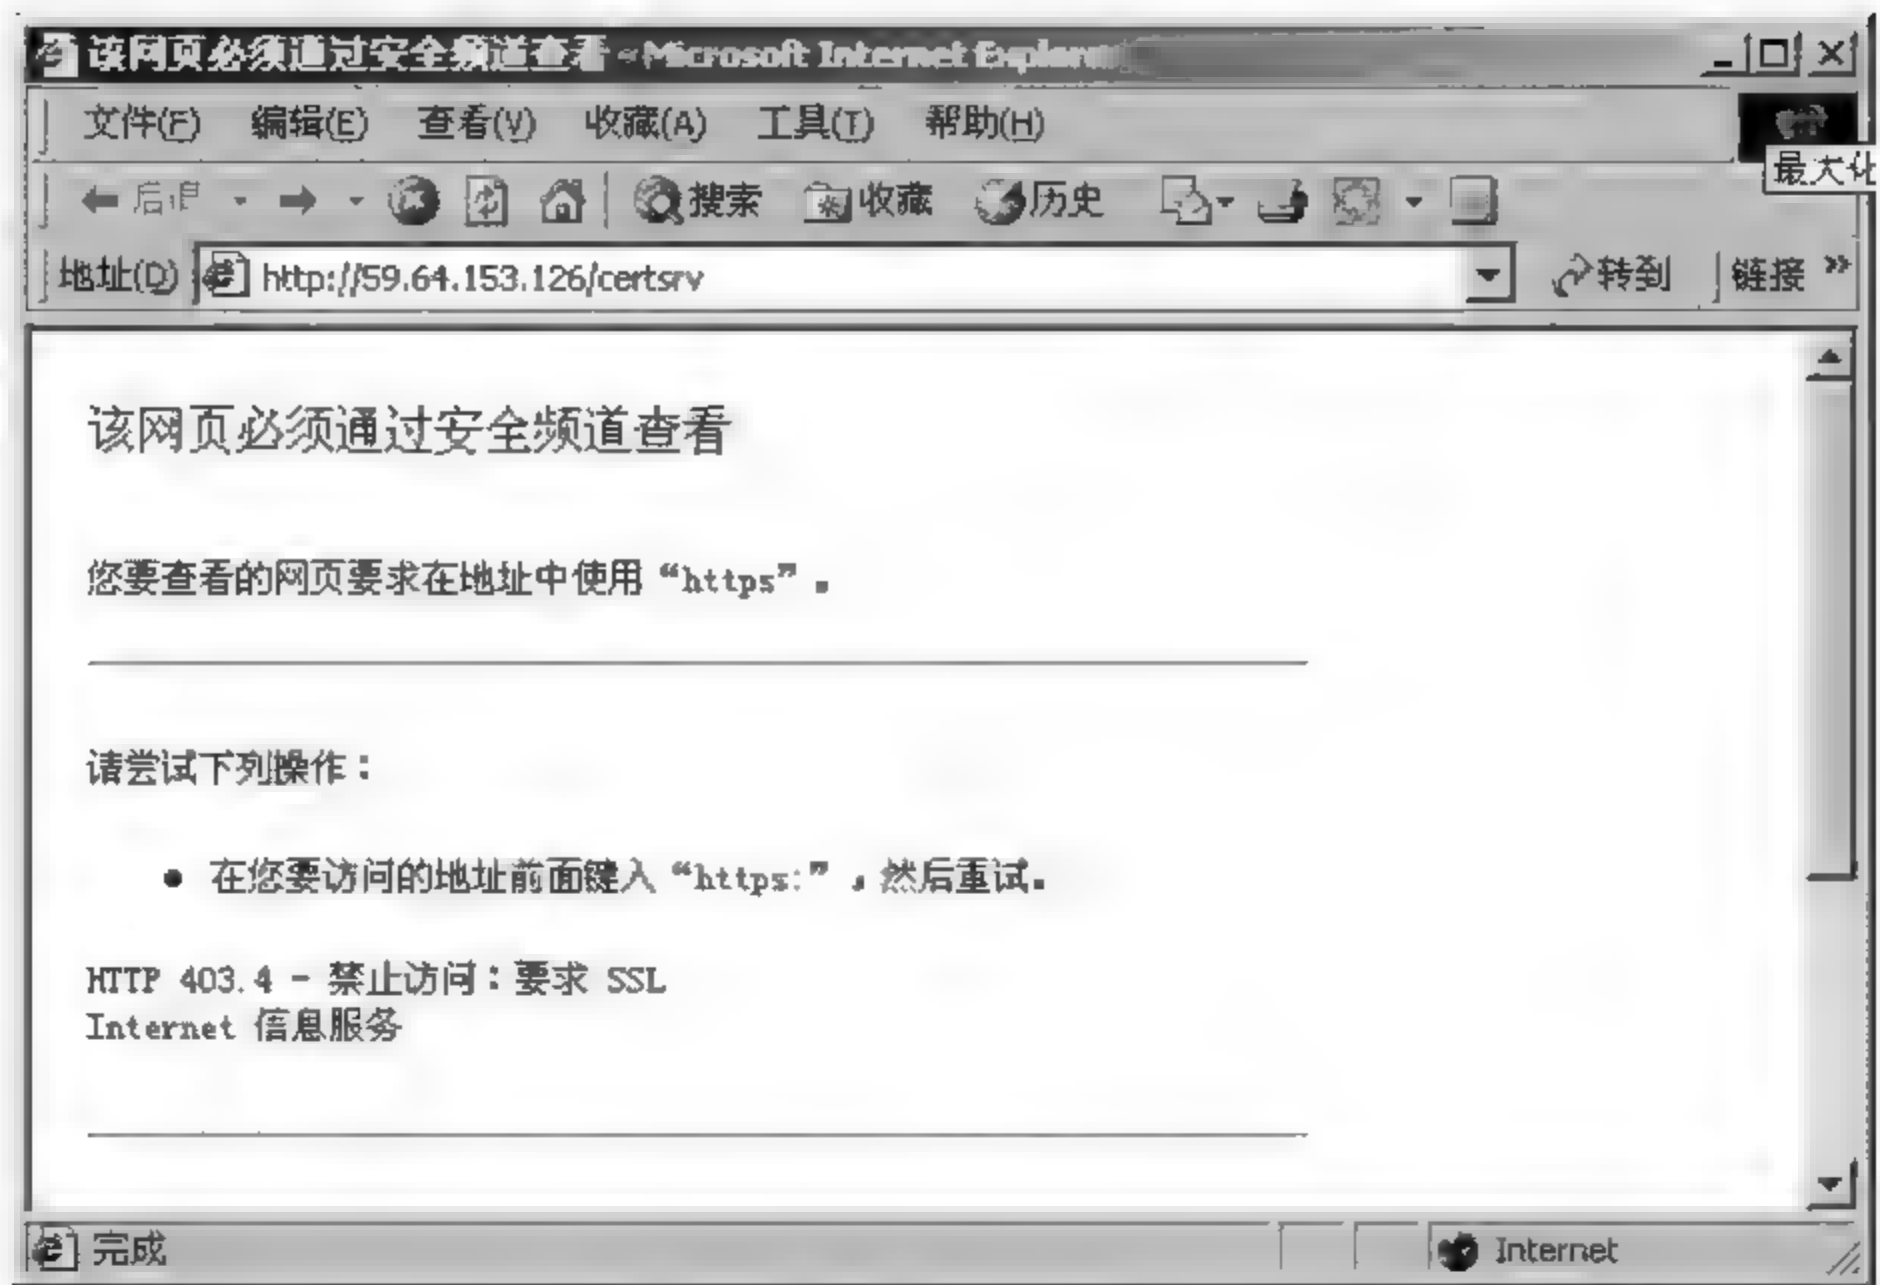 该网页必须通过安全频道查看 - Microsoft Internet Explorer
文件(F) 编辑(E) 查看(V) 收藏(A) 工具(T) 帮助(H)
最大化
后退 搜索 收藏 历史
地址(D) http://59.64.153.126/certsrv 转到 链接 »
该网页必须通过安全频道查看
您要查看的网页要求在地址中使用“https”。
请尝试下列操作：
• 在您要访问的地址前面键入“https:”，然后重试。
HTTP 403.4 - 禁止访问：要求 SSL
Internet 信息服务
完成 Internet